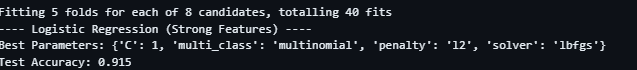 Fitting 5 folds for each of 8 candidates, totalling 40 fits
---- Logistic Regression (Strong Features) ----
Best Parameters: {'C': 1, 'multi_class': 'multinomial', 'penalty': 'l2', 'solver': 'lbfgs'}
Test Accuracy: 0.915